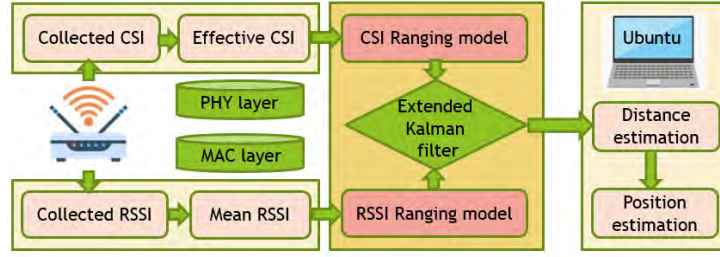 Collected CSI
Effective CSI
CSI Ranging model
Ubuntu
PHY layer
MAC layer
Extended
Kalman
filter
Distance
estimation
Collected RSSI
Mean RSSI
RSSI Ranging model
Position
estimation